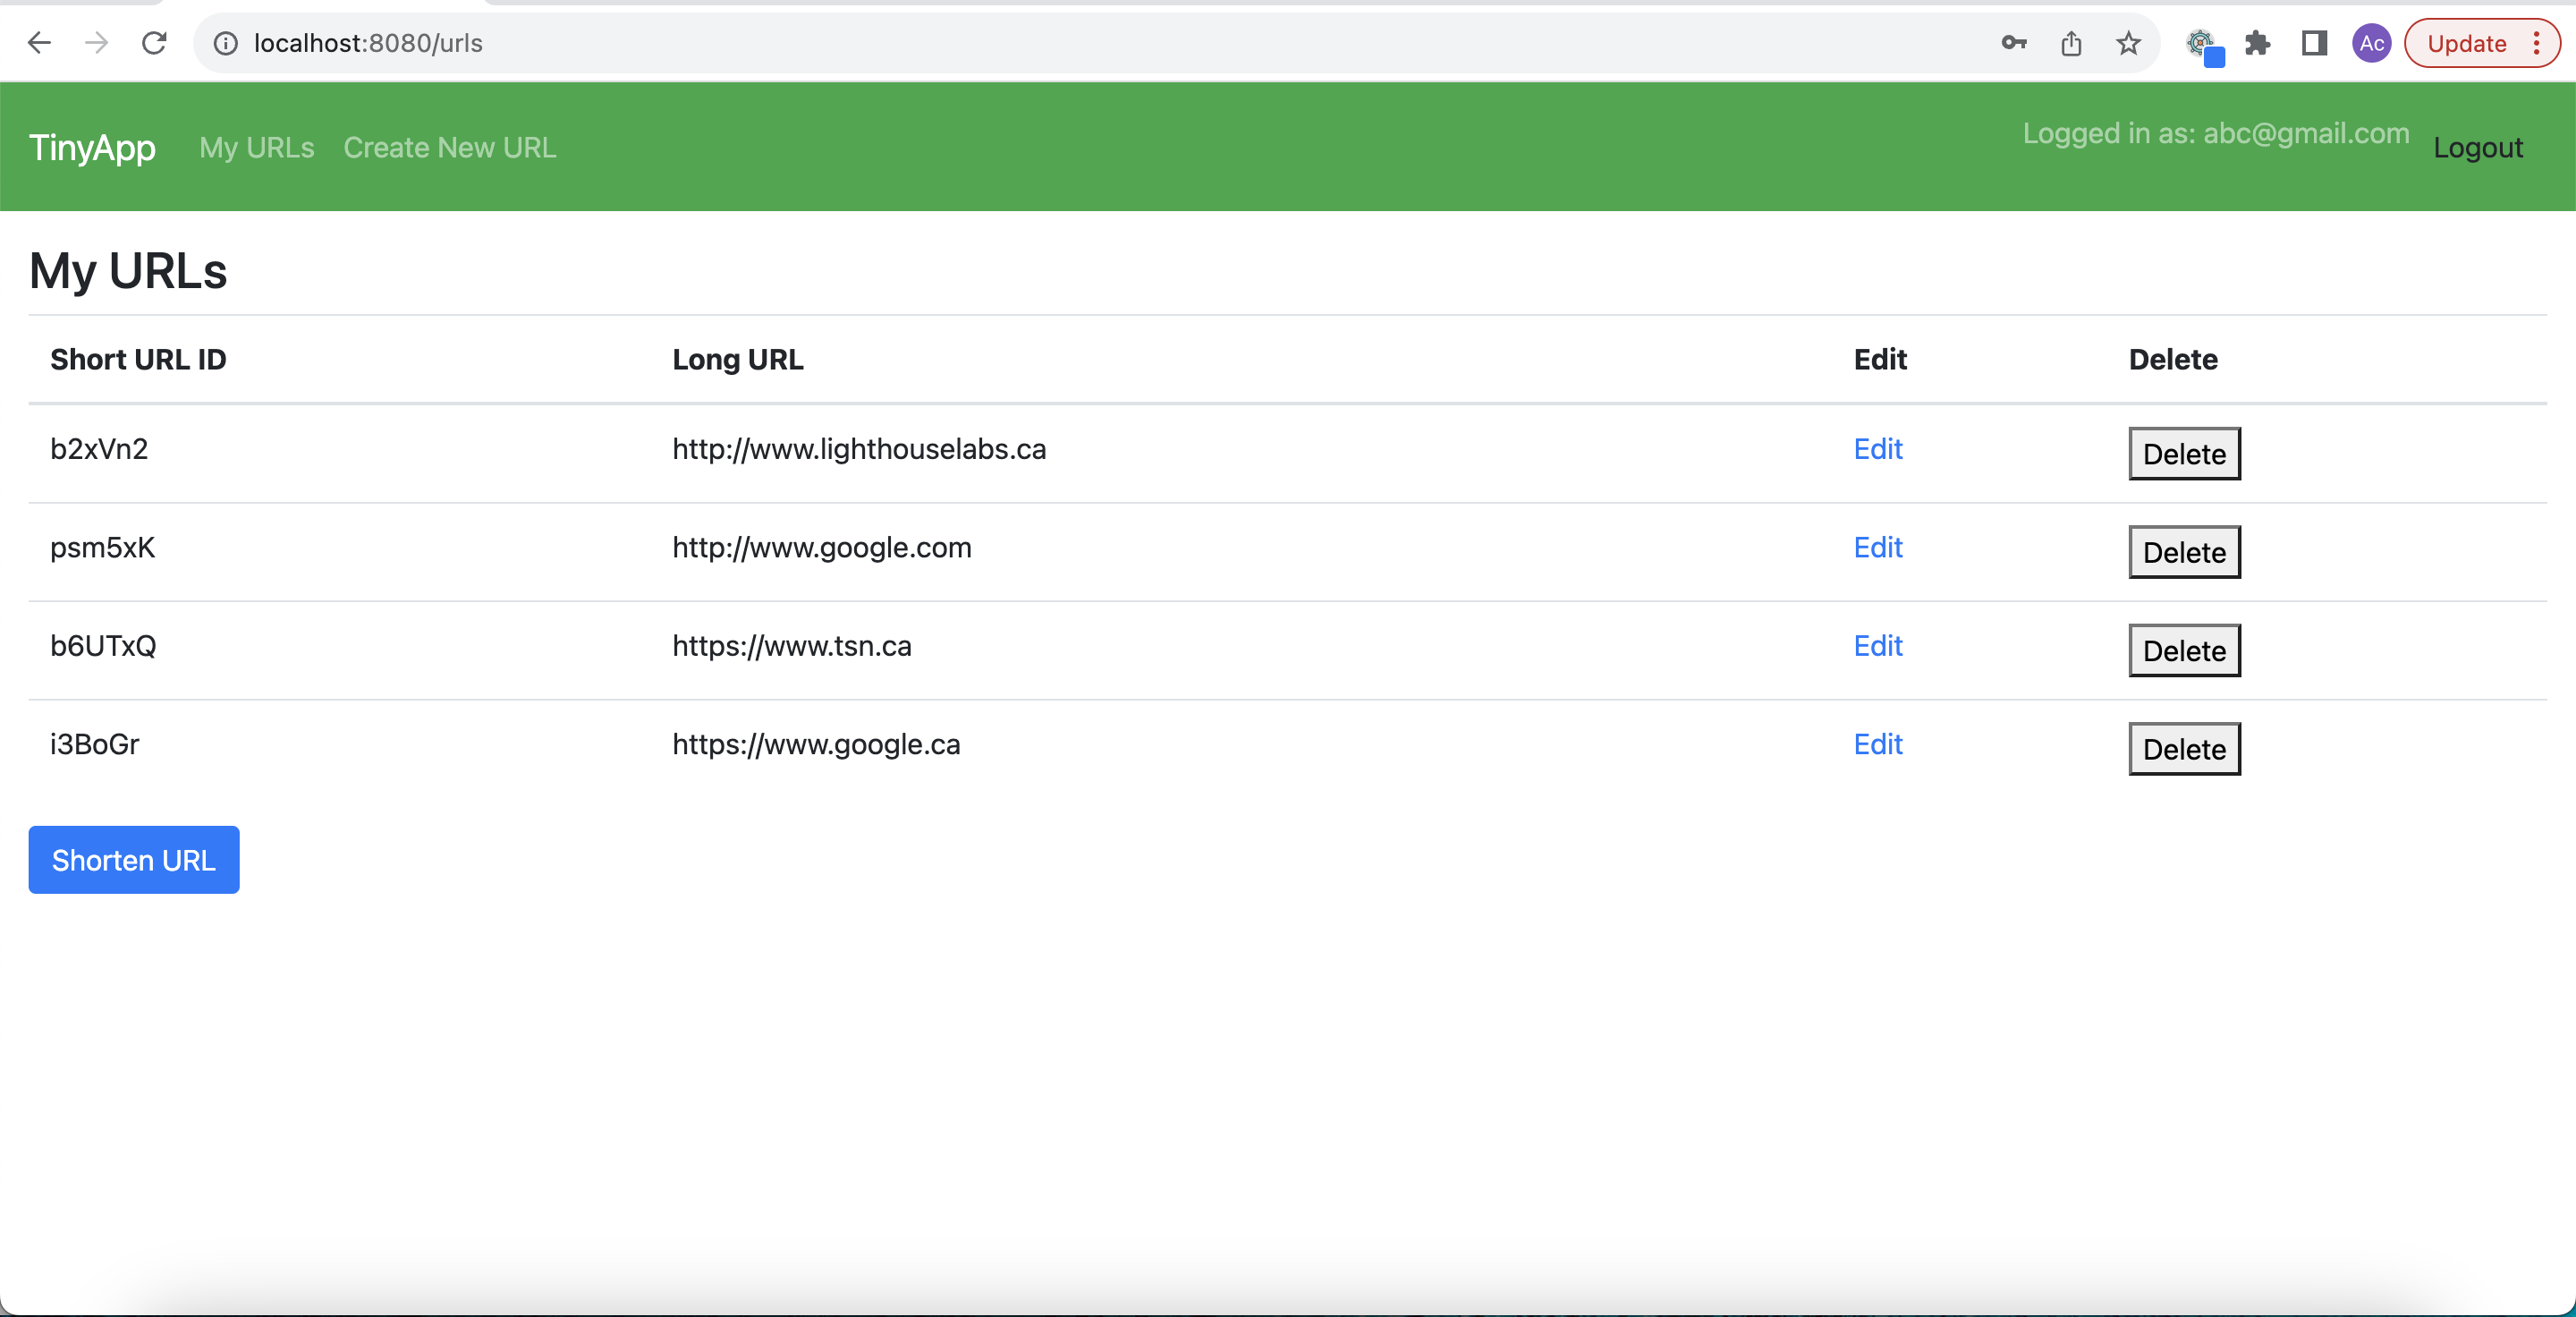 localhost:8080/urls
Ac
Update
TinyApp My URLs Create New URL Logged in as: abc@gmail.com Logout
My URLs
Short URL ID Long URL Edit Delete
b2xVn2 http://www.lighthouselabs.ca Edit Delete
psm5xK http://www.google.com Edit Delete
b6UTxQ https://www.tsn.ca Edit Delete
i3BoGr https://www.google.ca Edit Delete
Shorten URL